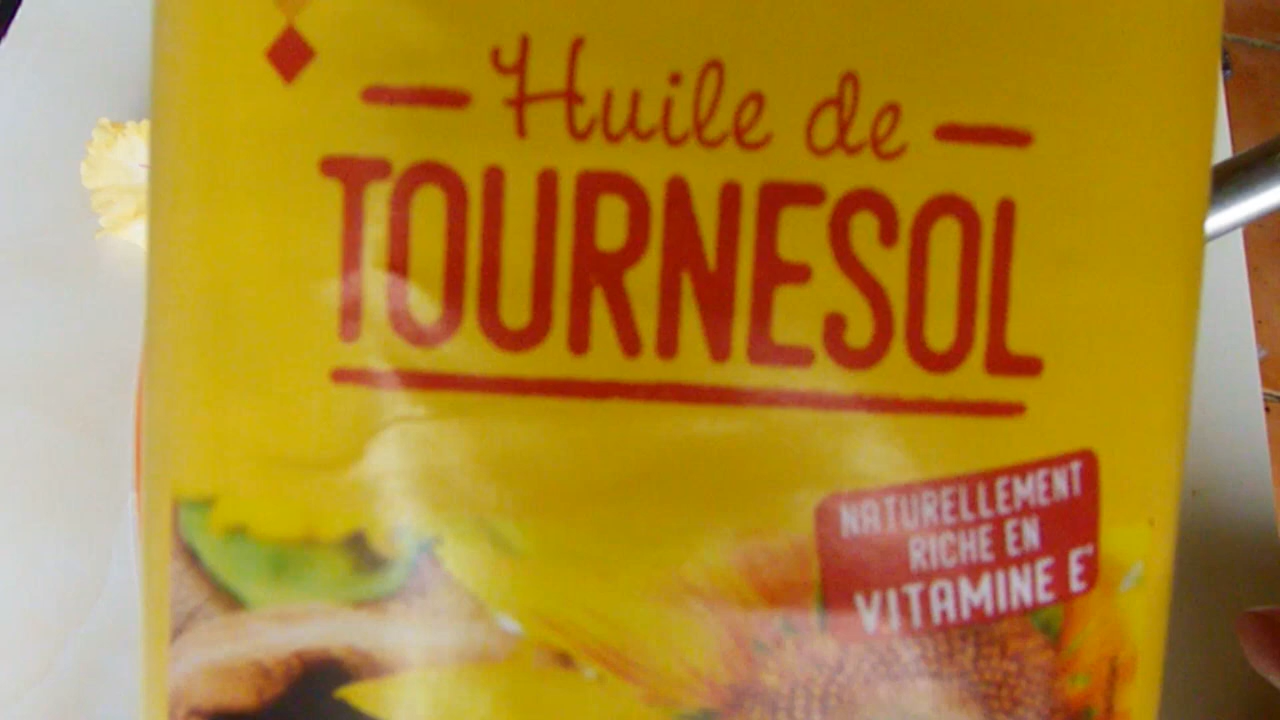 Huile de
TOURNESOL
NATURELLEMENT
RICHE EN
VITAMINE E*